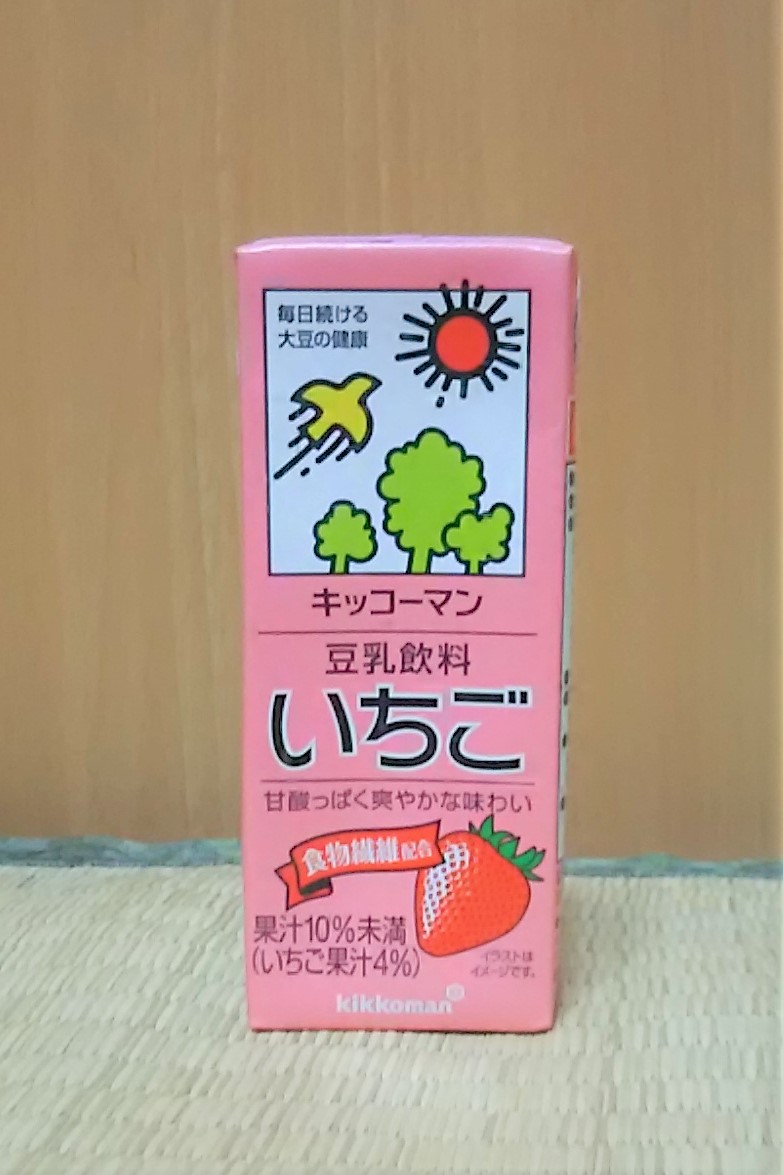 毎日続ける
大豆の健康
キッコーマン
豆乳飲料
いちご
甘酸っぱく爽やかな味わい
食物繊維配合
果汁10%未満
(いちご果汁4%)
イラストは
イメージです。
kikkoman®